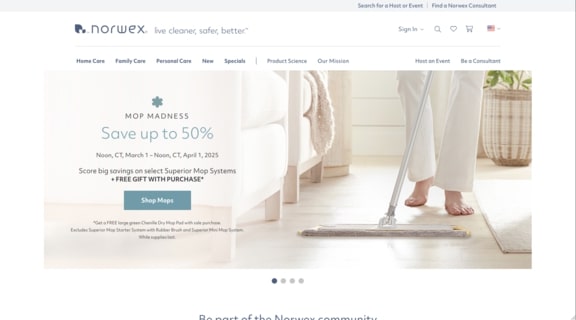 Search for a Host or Event | Find a Norwex Consultant
norwex® live cleaner, safer, better.™
Sign In
Home Care Family Care Personal Care New Specials | Product Science Our Mission Host an Event Be a Consultant
MOP MADNESS
Save up to 50%
Noon, CT, March 1 – Noon, CT, April 1, 2025
Score big savings on select Superior Mop Systems
+ FREE GIFT WITH PURCHASE*
Shop Mops
*Get a FREE large green Chenille Dry Mop Pad with sale purchase.
Excludes Superior Mop Starter System with Rubber Brush and Superior Mini Mop System.
While supplies last.
Be part of the Norwex community